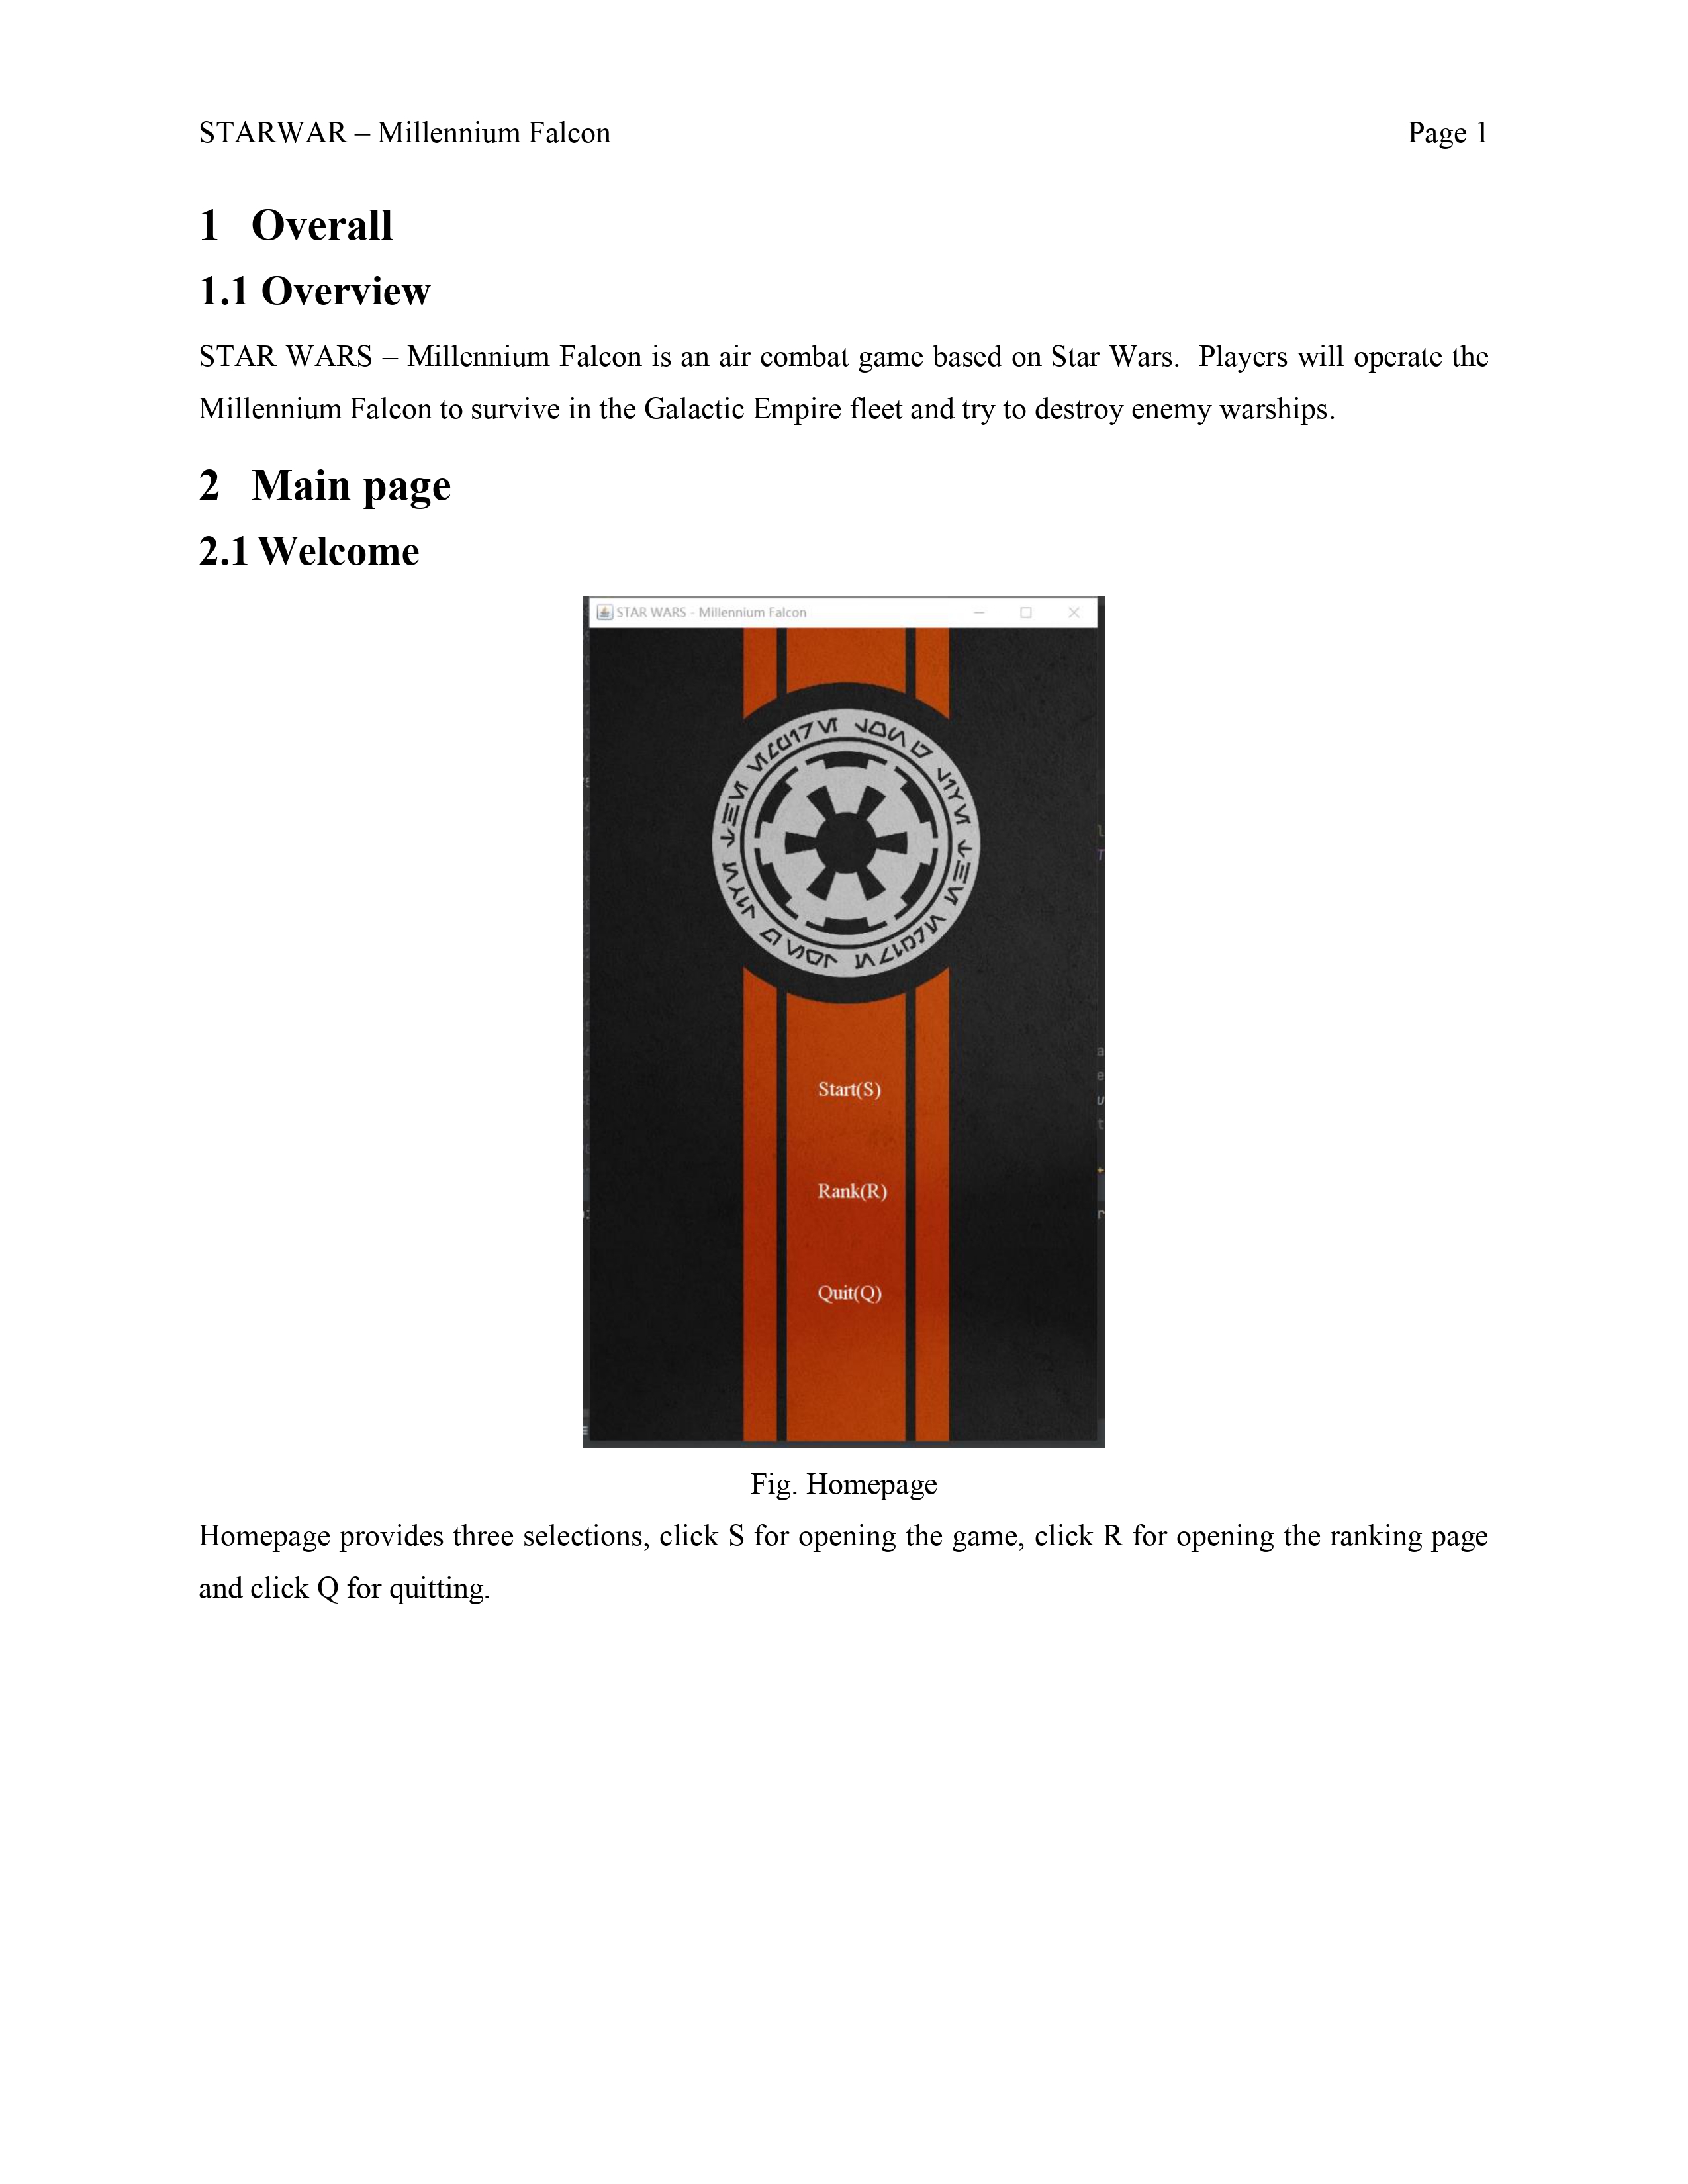 STARWAR – Millennium Falcon Page 1
1 Overall
1.1 Overview
STAR WARS – Millennium Falcon is an air combat game based on Star Wars. Players will operate the
Millennium Falcon to survive in the Galactic Empire fleet and try to destroy enemy warships.
2 Main page
2.1 Welcome
STAR WARS - Millennium Falcon
Start(S)
Rank(R)
Quit(Q)
Fig. Homepage
Homepage provides three selections, click S for opening the game, click R for opening the ranking page
and click Q for quitting.